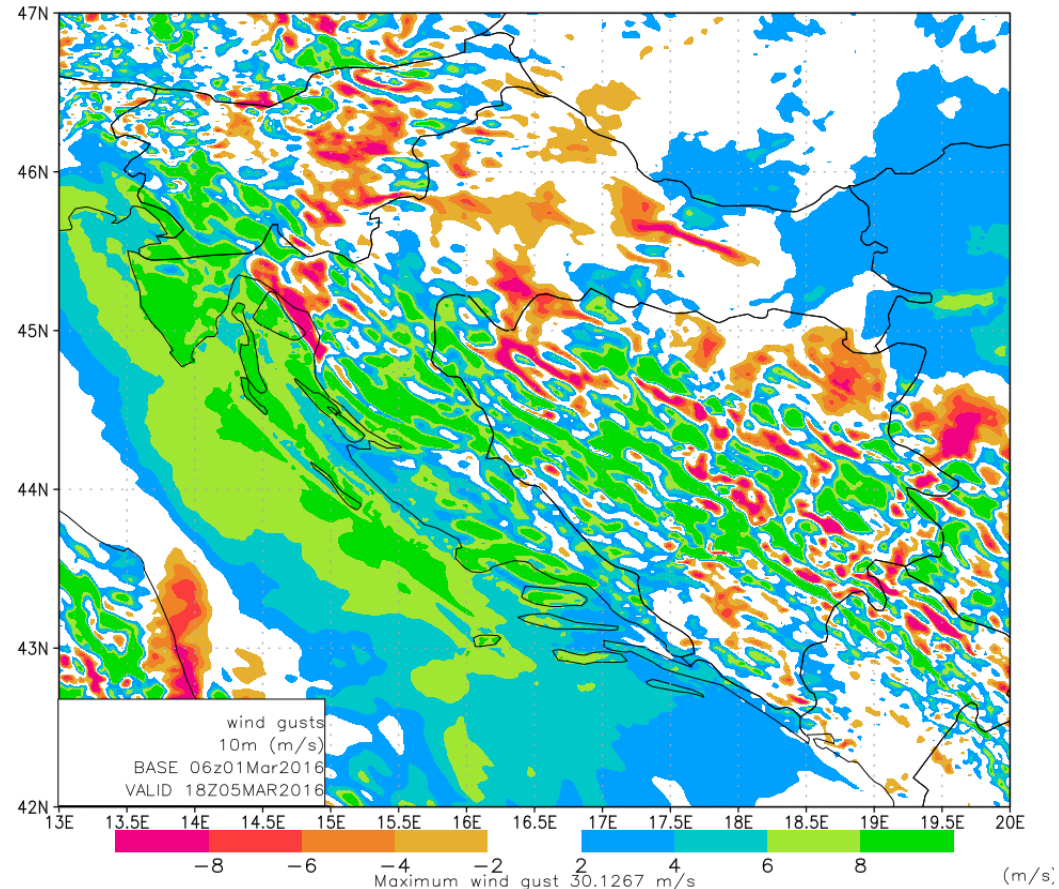 47N
46N
45N
44N
43N
42N
wind gusts
10m (m/s)
BASE 06z01Mar2016
VALID 18Z05MAR2016
13E 13.5E 14E 14.5E 15E 15.5E 16E 16.5E 17E 17.5E 18E 18.5E 19E 19.5E 20E
-8 -6 -4 -2 2 4 6 8
Maximum wind gust 30.1267 m/s
(m/s)